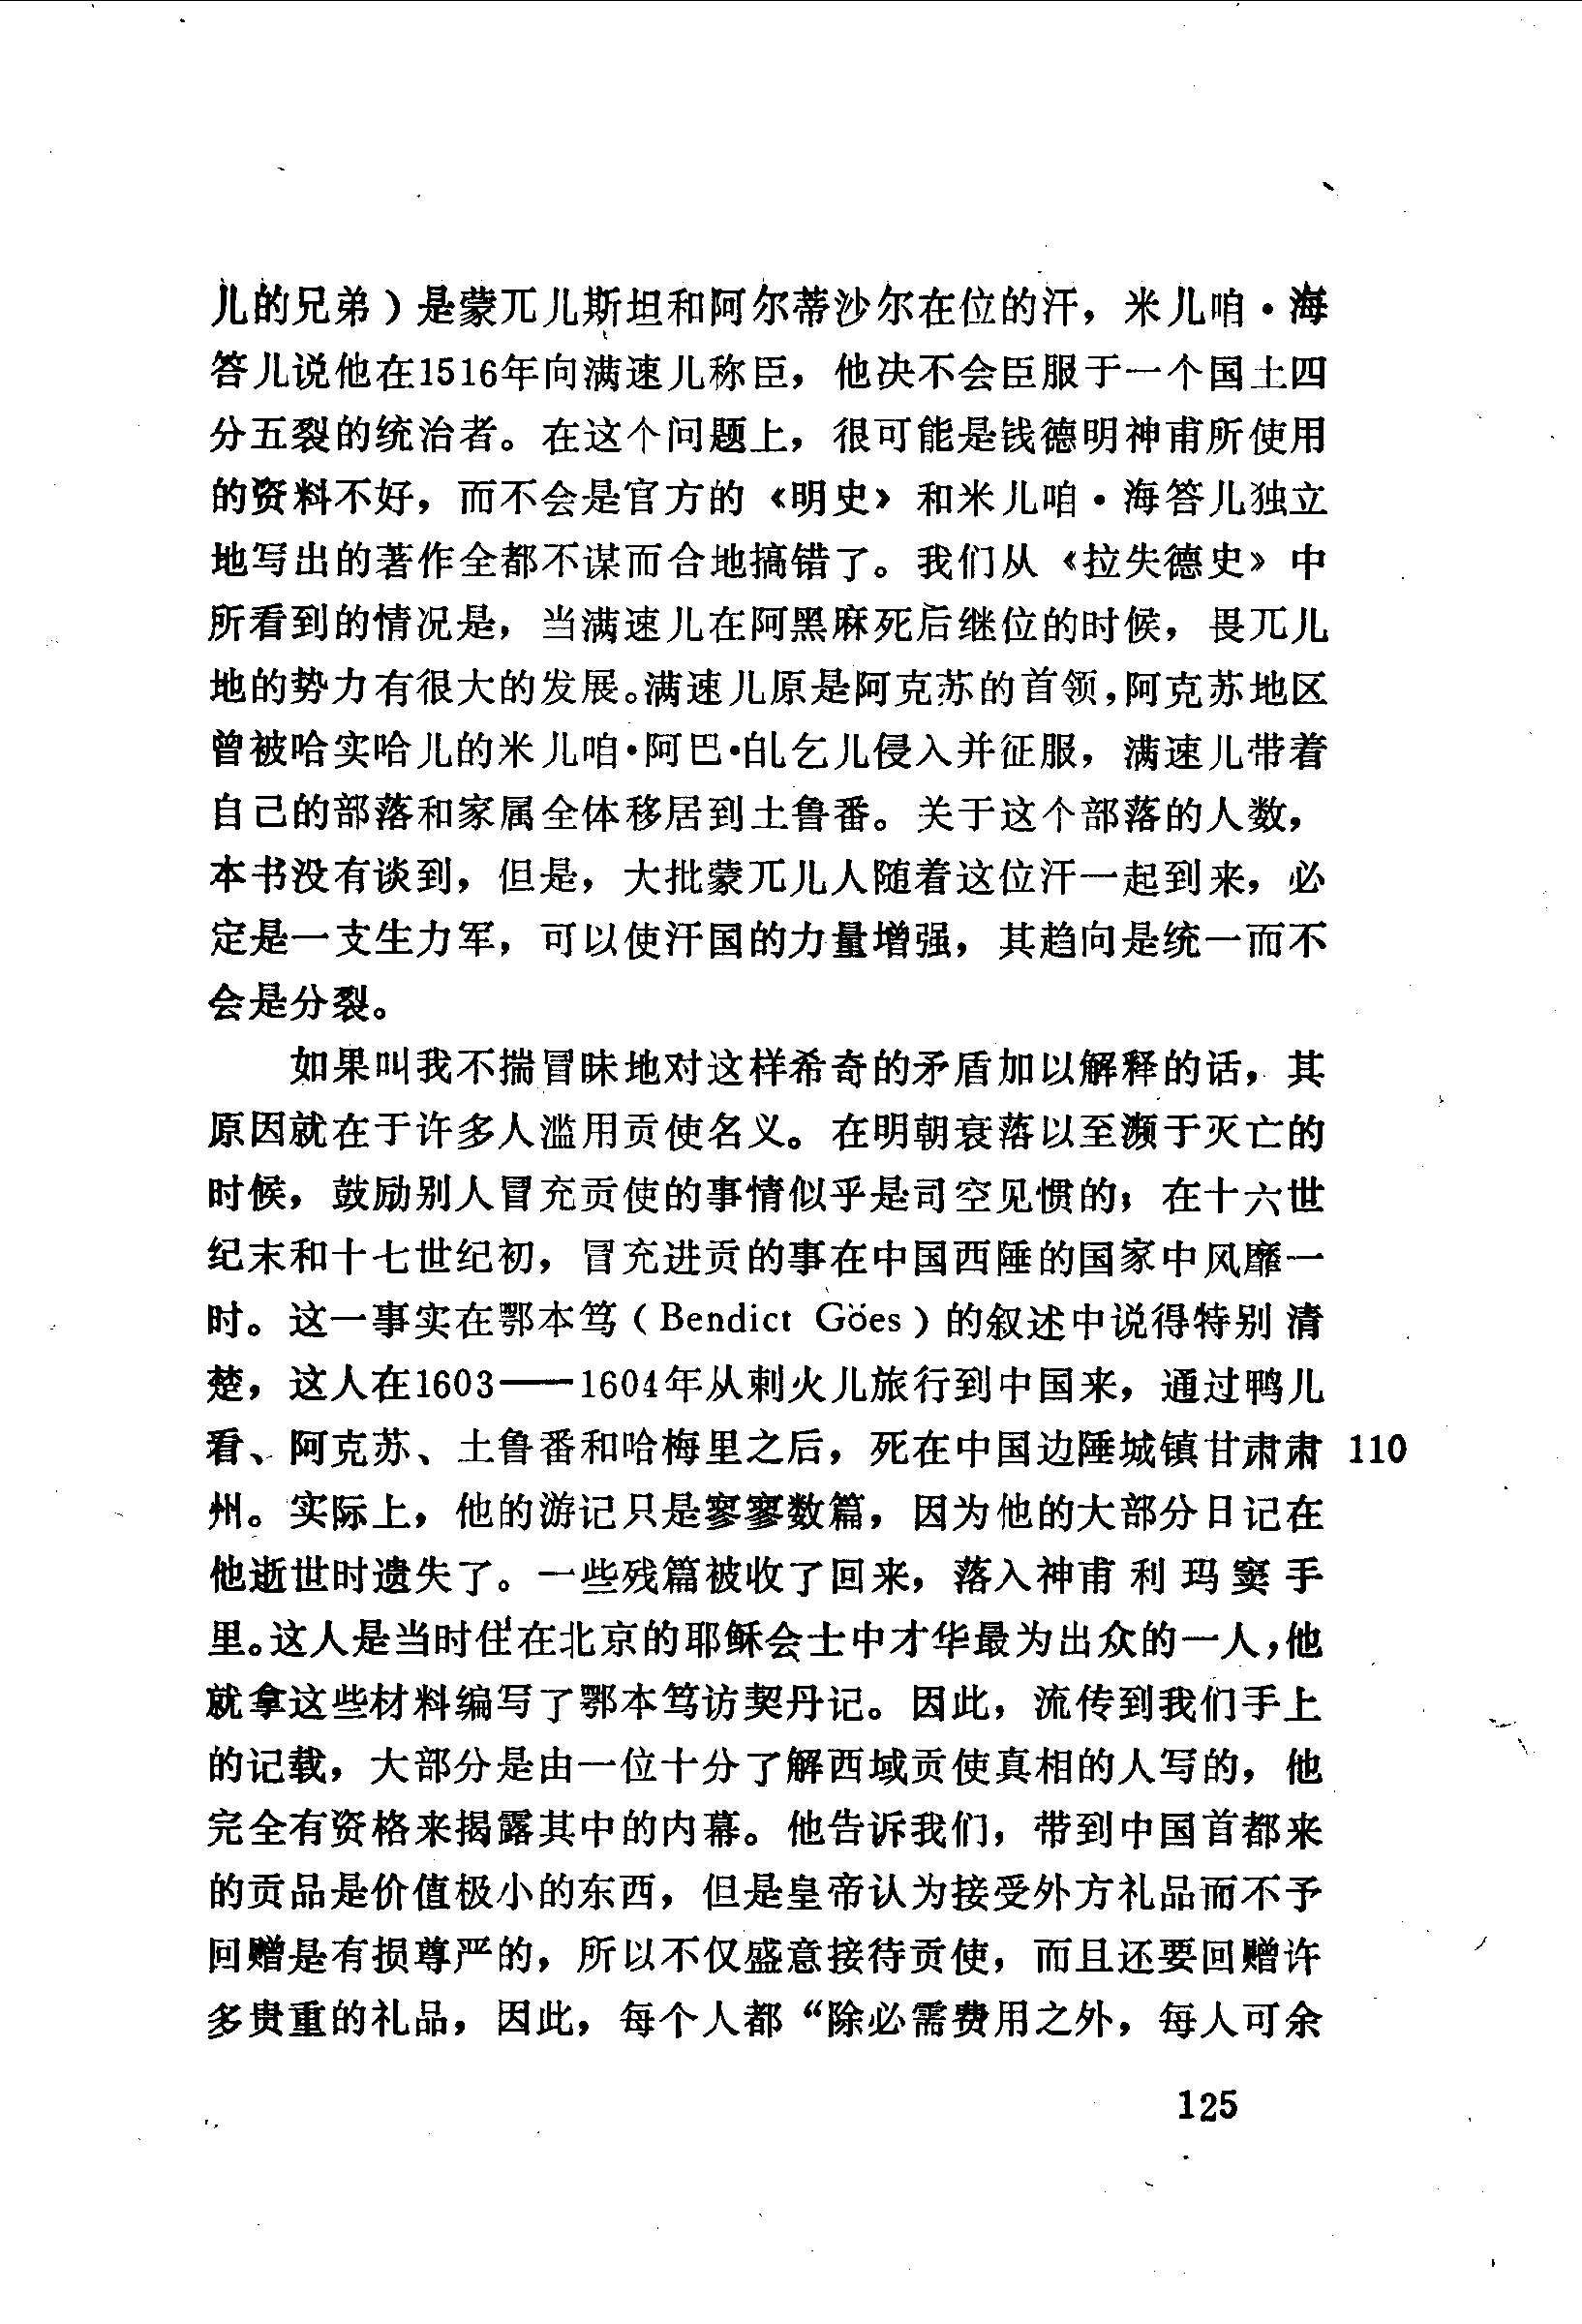 儿的兄弟）是蒙兀儿斯坦和阿尔蒂沙尔在位的汗，米儿咱·海
答儿说他在1516年向满速儿称臣，他决不会臣服于一个国土四
分五裂的统治者。在这个问题上，很可能是钱德明神甫所使用
的资料不好，而不会是官方的《明史》和米儿咱·海答儿独立
地写出的著作全都不谋而合地搞错了。我们从《拉失德史》中
所看到的情况是，当满速儿在阿黑麻死后继位的时候，畏兀儿
地的势力有很大的发展。满速儿原是阿克苏的首领，阿克苏地区
曾被哈实哈儿的米儿咱·阿巴·癿乞儿侵入并征服，满速儿带着
自己的部落和家属全体移居到土鲁番。关于这个部落的人数，
本书没有谈到，但是，大批蒙兀儿人随着这位汗一起到来，必
定是一支生力军，可以使汗国的力量增强，其趋向是统一而不
会是分裂。
如果叫我不揣冒昧地对这样希奇的矛盾加以解释的话，其
原因就在于许多人滥用贡使名义。在明朝衰落以至濒于灭亡的
时候，鼓励别人冒充贡使的事情似乎是司空见惯的；在十六世
纪末和十七世纪初，冒充进贡的事在中国西陲的国家中风靡一
时。这一事实在鄂本笃（Bendict Göes）的叙述中说得特别清
楚，这人在1603——1604年从剌火儿旅行到中国来，通过鸭儿
看、阿克苏、土鲁番和哈梅里之后，死在中国边陲城镇甘肃肃 110
州。实际上，他的游记只是寥寥数篇，因为他的大部分日记在
他逝世时遗失了。一些残篇被收了回来，落入神甫利玛窦手
里。这人是当时住在北京的耶稣会士中才华最为出众的一人，他
就拿这些材料编写了鄂本笃访契丹记。因此，流传到我们手上
的记载，大部分是由一位十分了解西域贡使真相的人写的，他
完全有资格来揭露其中的内幕。他告诉我们，带到中国首都来
的贡品是价值极小的东西，但是皇帝认为接受外方礼品而不予
回赠是有损尊严的，所以不仅盛意接待贡使，而且还要回赠许
多贵重的礼品，因此，每个人都“除必需费用之外，每人可余
125